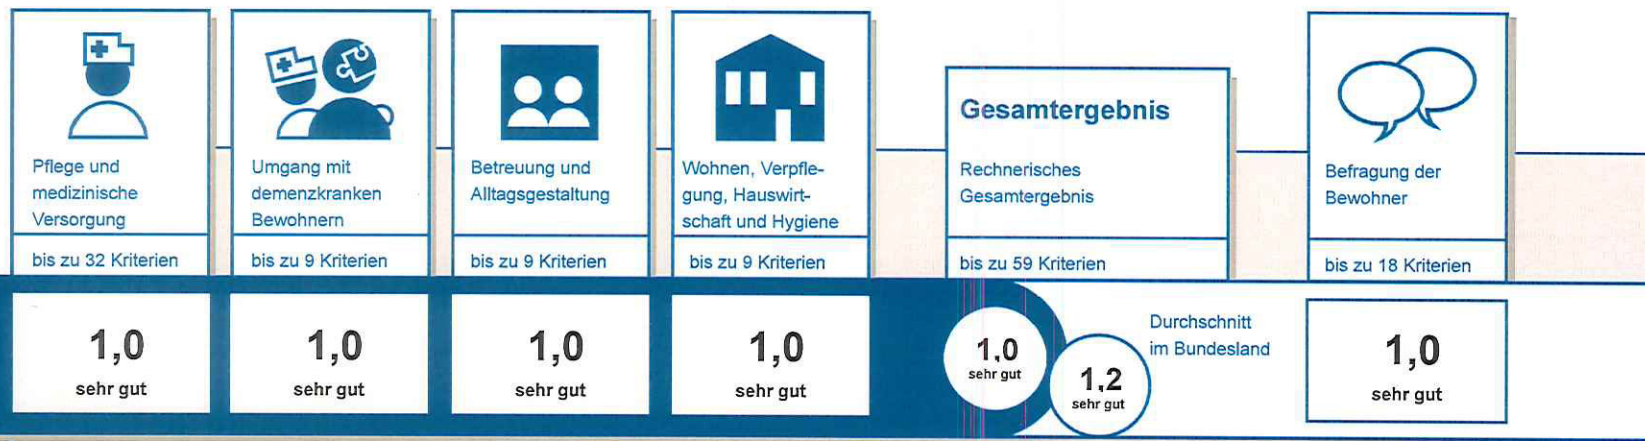 Pflege und
medizinische
Versorgung
bis zu 32 Kriterien
1,0
sehr gut
Umgang mit
demenzkranken
Bewohnern
bis zu 9 Kriterien
1,0
sehr gut
Betreuung und
Alltagsgestaltung
bis zu 9 Kriterien
1,0
sehr gut
Wohnen, Verpfle-
gung, Hauswirt-
schaft und Hygiene
bis zu 9 Kriterien
1,0
sehr gut
Gesamtergebnis
Rechnerisches
Gesamtergebnis
bis zu 59 Kriterien
1,0
sehr gut
1,2
sehr gut
Durchschnitt
im Bundesland
Befragung der
Bewohner
bis zu 18 Kriterien
1,0
sehr gut